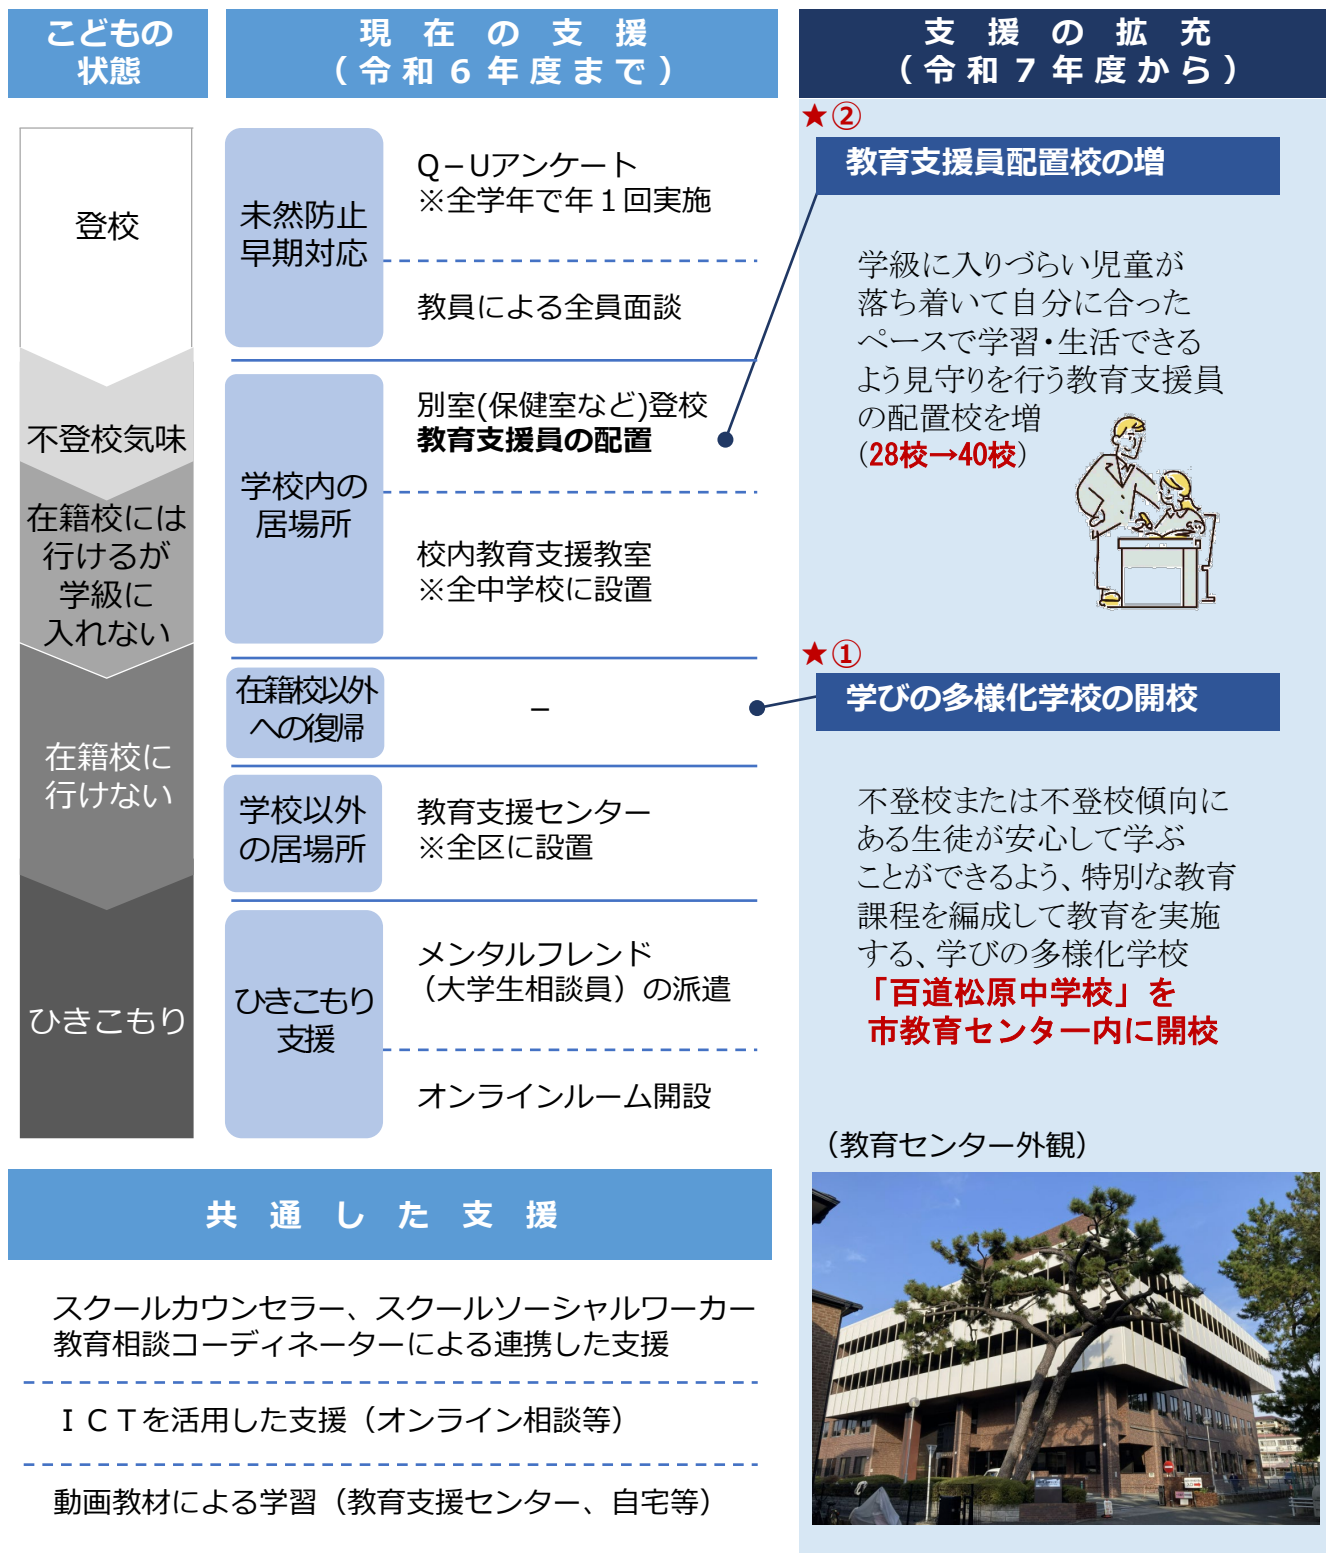 こどもの
状態
現在の支援
（令和６年度まで）
支援の拡充
（令和７年度から）
登校
不登校気味
在籍校には
行けるが
学級に
入れない
在籍校に
行けない
ひきこもり
未然防止
早期対応
Q－Uアンケート
※全学年で年１回実施
教員による全員面談
学校内の
居場所
別室(保健室など)登校
教育支援員の配置
校内教育支援教室
※全中学校に設置
在籍校以外
への復帰
－
学校以外
の居場所
教育支援センター
※全区に設置
ひきこもり
支援
メンタルフレンド
（大学生相談員）の派遣
オンラインルーム開設
★②
教育支援員配置校の増
学級に入りづらい児童が
落ち着いて自分に合った
ペースで学習・生活できる
よう見守りを行う教育支援員
の配置校を増
（28校→40校）
★①
学びの多様化学校の開校
不登校または不登校傾向に
ある生徒が安心して学ぶ
ことができるよう、特別な教育
課程を編成して教育を実施
する、学びの多様化学校
「百道松原中学校」を
市教育センター内に開校
（教育センター外観）
共通した支援
スクールカウンセラー、スクールソーシャルワーカー
教育相談コーディネーターによる連携した支援
ＩＣＴを活用した支援（オンライン相談等）
動画教材による学習（教育支援センター、自宅等）